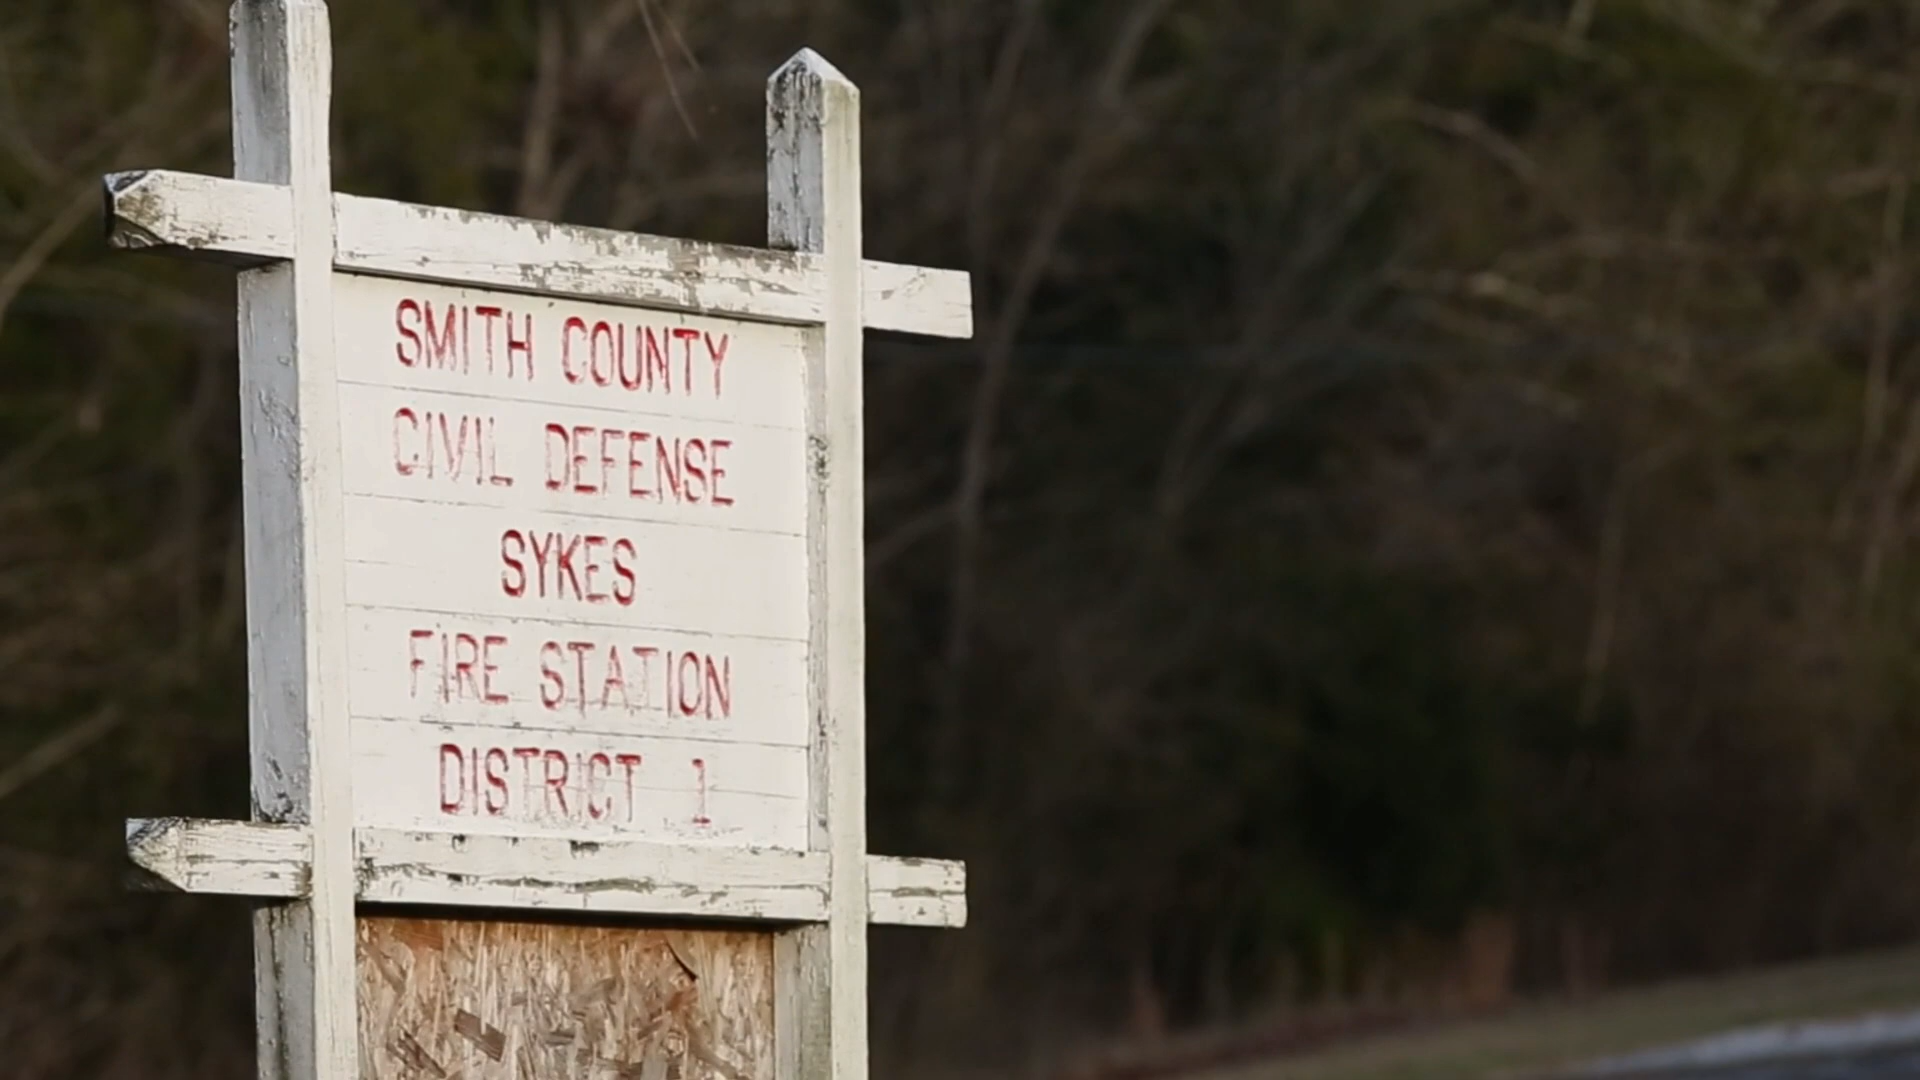 SMITH COUNTY
CIVIL DEFENSE
SYKES
FIRE STATION
DISTRICT 1